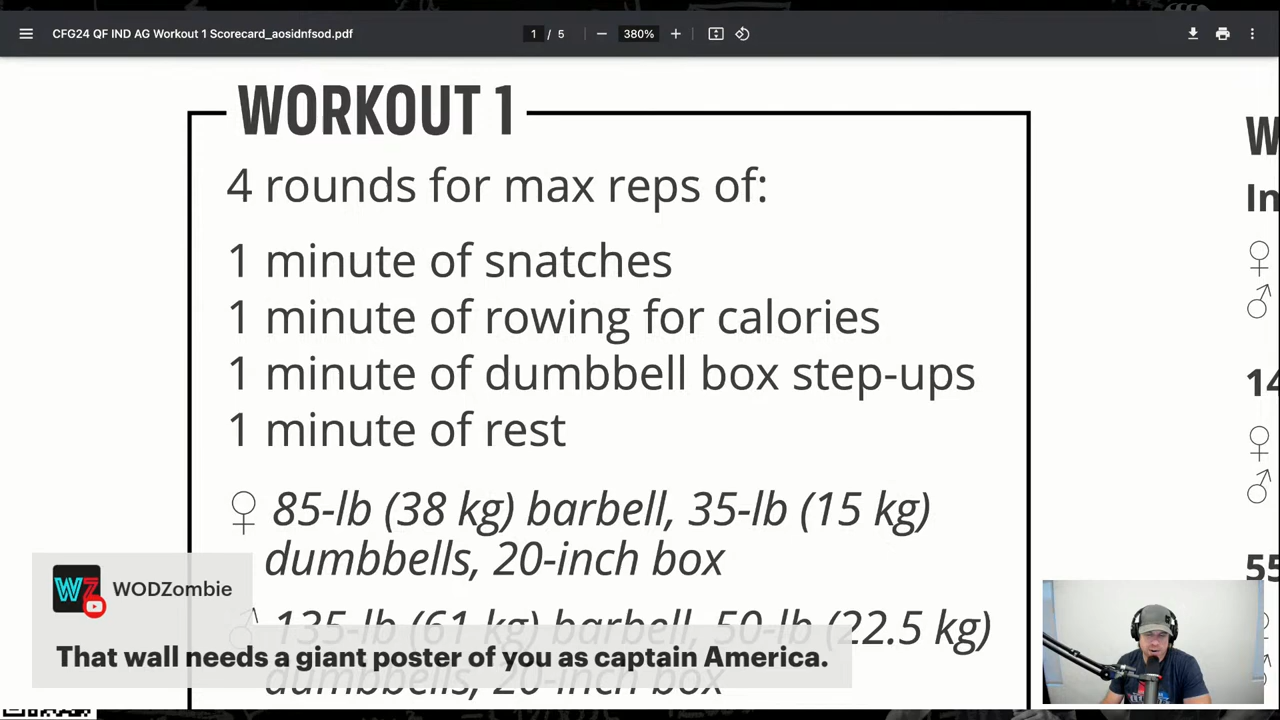 CFG24 QF IND AG Workout 1 Scorecard_aosidnfsod.pdf
1 / 5
380%
WORKOUT 1
4 rounds for max reps of:
1 minute of snatches
1 minute of rowing for calories
1 minute of dumbbell box step-ups
1 minute of rest
♀ 85-lb (38 kg) barbell, 35-lb (15 kg)
dumbbells, 20-inch box
♂ 135-lb (61 kg) barbell, 50-lb (22.5 kg)
dumbbells, 20-inch box
WZ
WODZombie
That wall needs a giant poster of you as captain America.
W
In
♀
♂
14
♀
♂
55